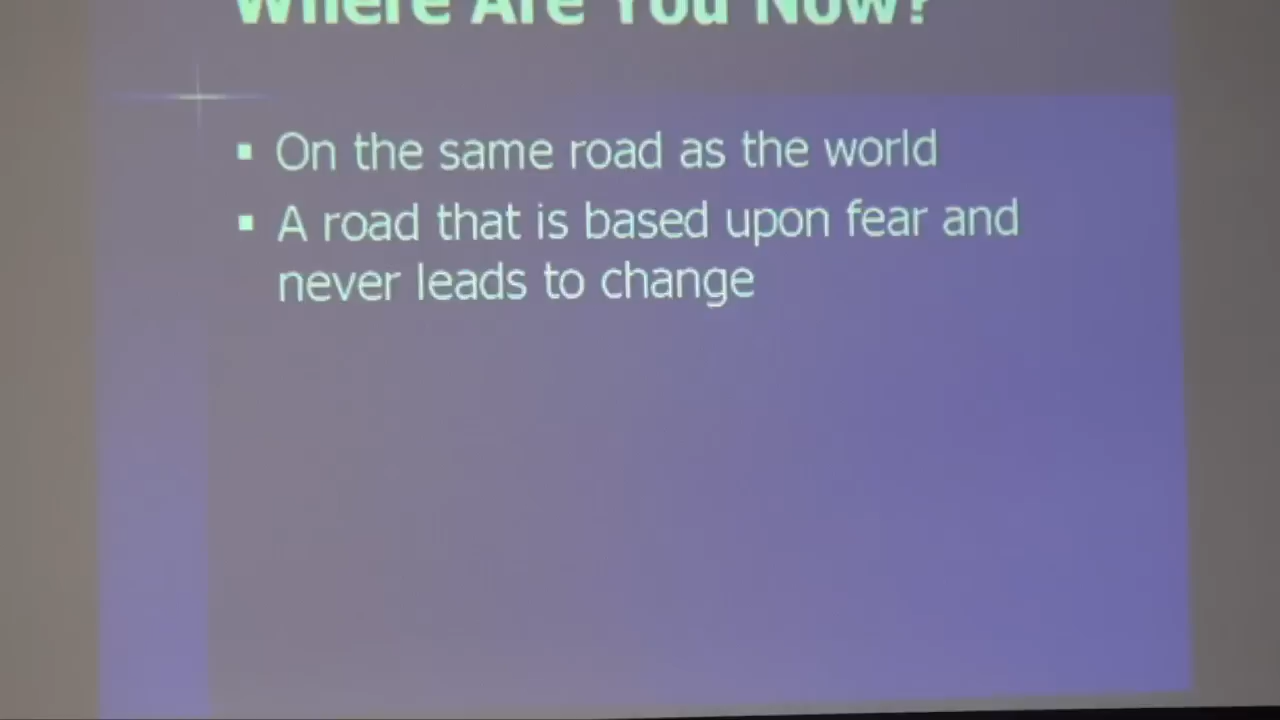 Where Are You Now?
▪ On the same road as the world
▪ A road that is based upon fear and
never leads to change